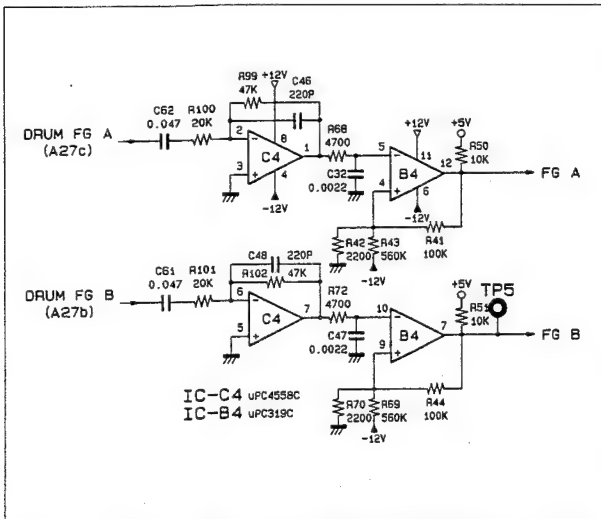 R99
47K
+12V
C46
220P
C62
0.047
R100
20K
DRUM FG A
(A27c)
2
8
C4
1
3
4
-12V
R68
4700
C32
0.0022
+12V
5
11
B4
12
4
6
-12V
+5V
R50
10K
FG A
R42
2200
R43
560K
-12V
R41
100K
C48
220P
R102
47K
C61
0.047
R101
20K
DRUM FG B
(A27b)
6
C4
7
5
R72
4700
C47
0.0022
10
B4
7
9
+5V
R51
10K
TP5
FG B
R70
2200
R69
560K
-12V
R44
100K
IC-C4 uPC4558C
IC-B4 uPC319C